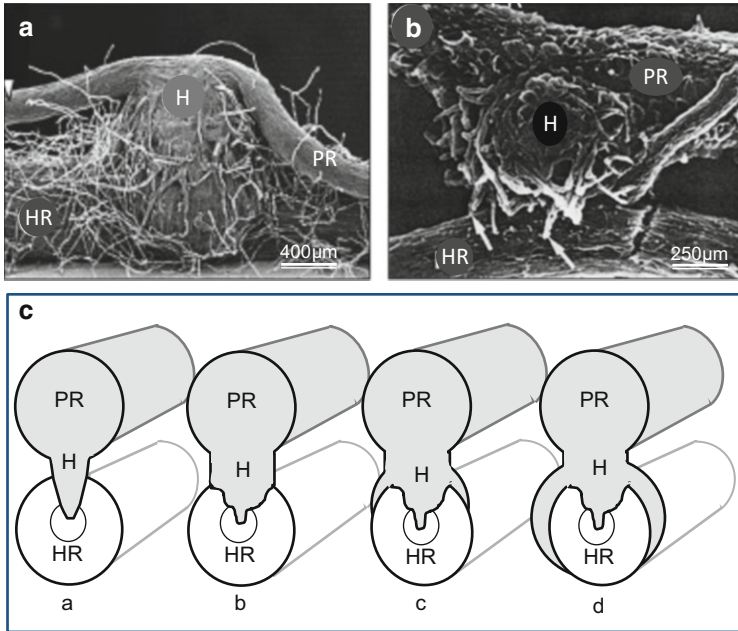 a
H
PR
HR
400µm
b
PR
H
HR
250µm
c
PR PR PR PR
H H H H
HR HR HR HR
a b c d